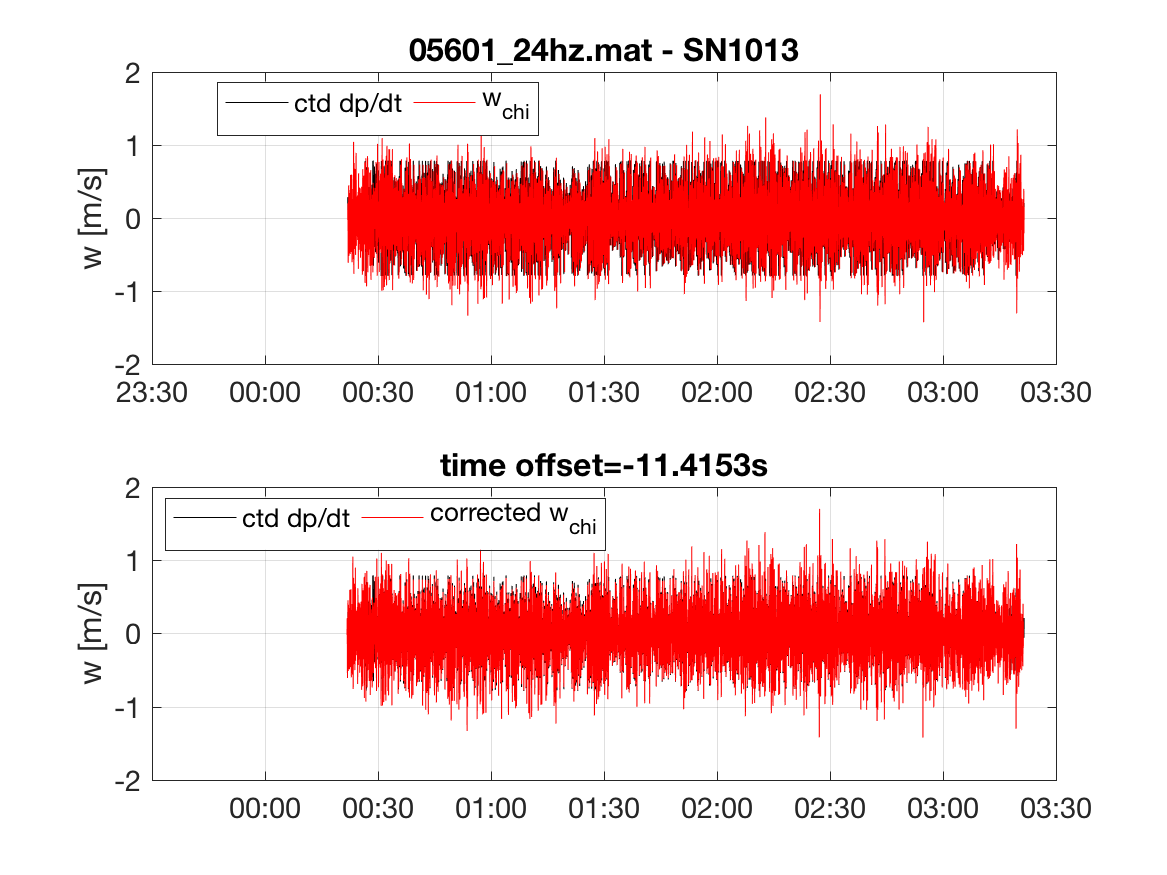 05601_24hz.mat - SN1013
ctd dp/dt w_chi
2
1
0
-1
-2
w [m/s]
23:30 00:00 00:30 01:00 01:30 02:00 02:30 03:00 03:30
time offset=-11.4153s
ctd dp/dt corrected w_chi
2
1
0
-1
-2
w [m/s]
00:00 00:30 01:00 01:30 02:00 02:30 03:00 03:30